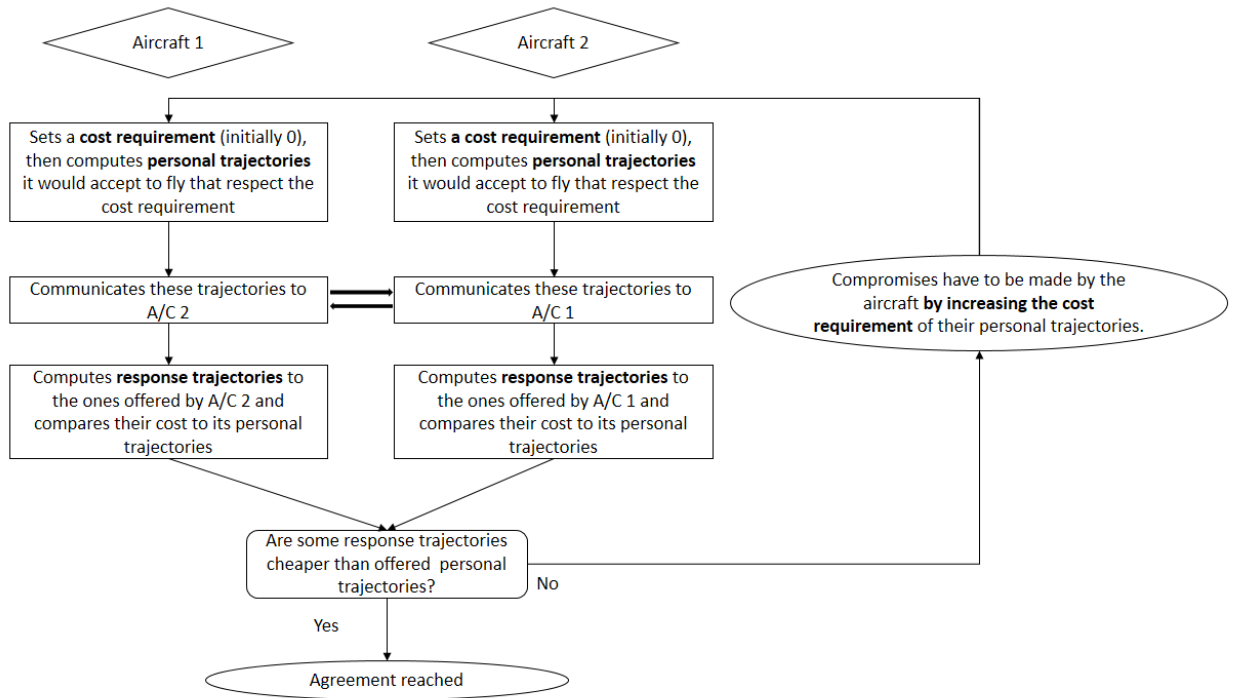 Aircraft 1
Aircraft 2
Sets a cost requirement (initially 0),
then computes personal trajectories
it would accept to fly that respect the
cost requirement
Sets a cost requirement (initially 0),
then computes personal trajectories
it would accept to fly that respect the
cost requirement
Communicates these trajectories to
A/C 2
Communicates these trajectories to
A/C 1
Compromises have to be made by the
aircraft by increasing the cost
requirement of their personal trajectories.
Computes response trajectories to
the ones offered by A/C 2 and
compares their cost to its personal
trajectories
Computes response trajectories to
the ones offered by A/C 1 and
compares their cost to its personal
trajectories
Are some response trajectories
cheaper than offered personal
trajectories?
No
Yes
Agreement reached